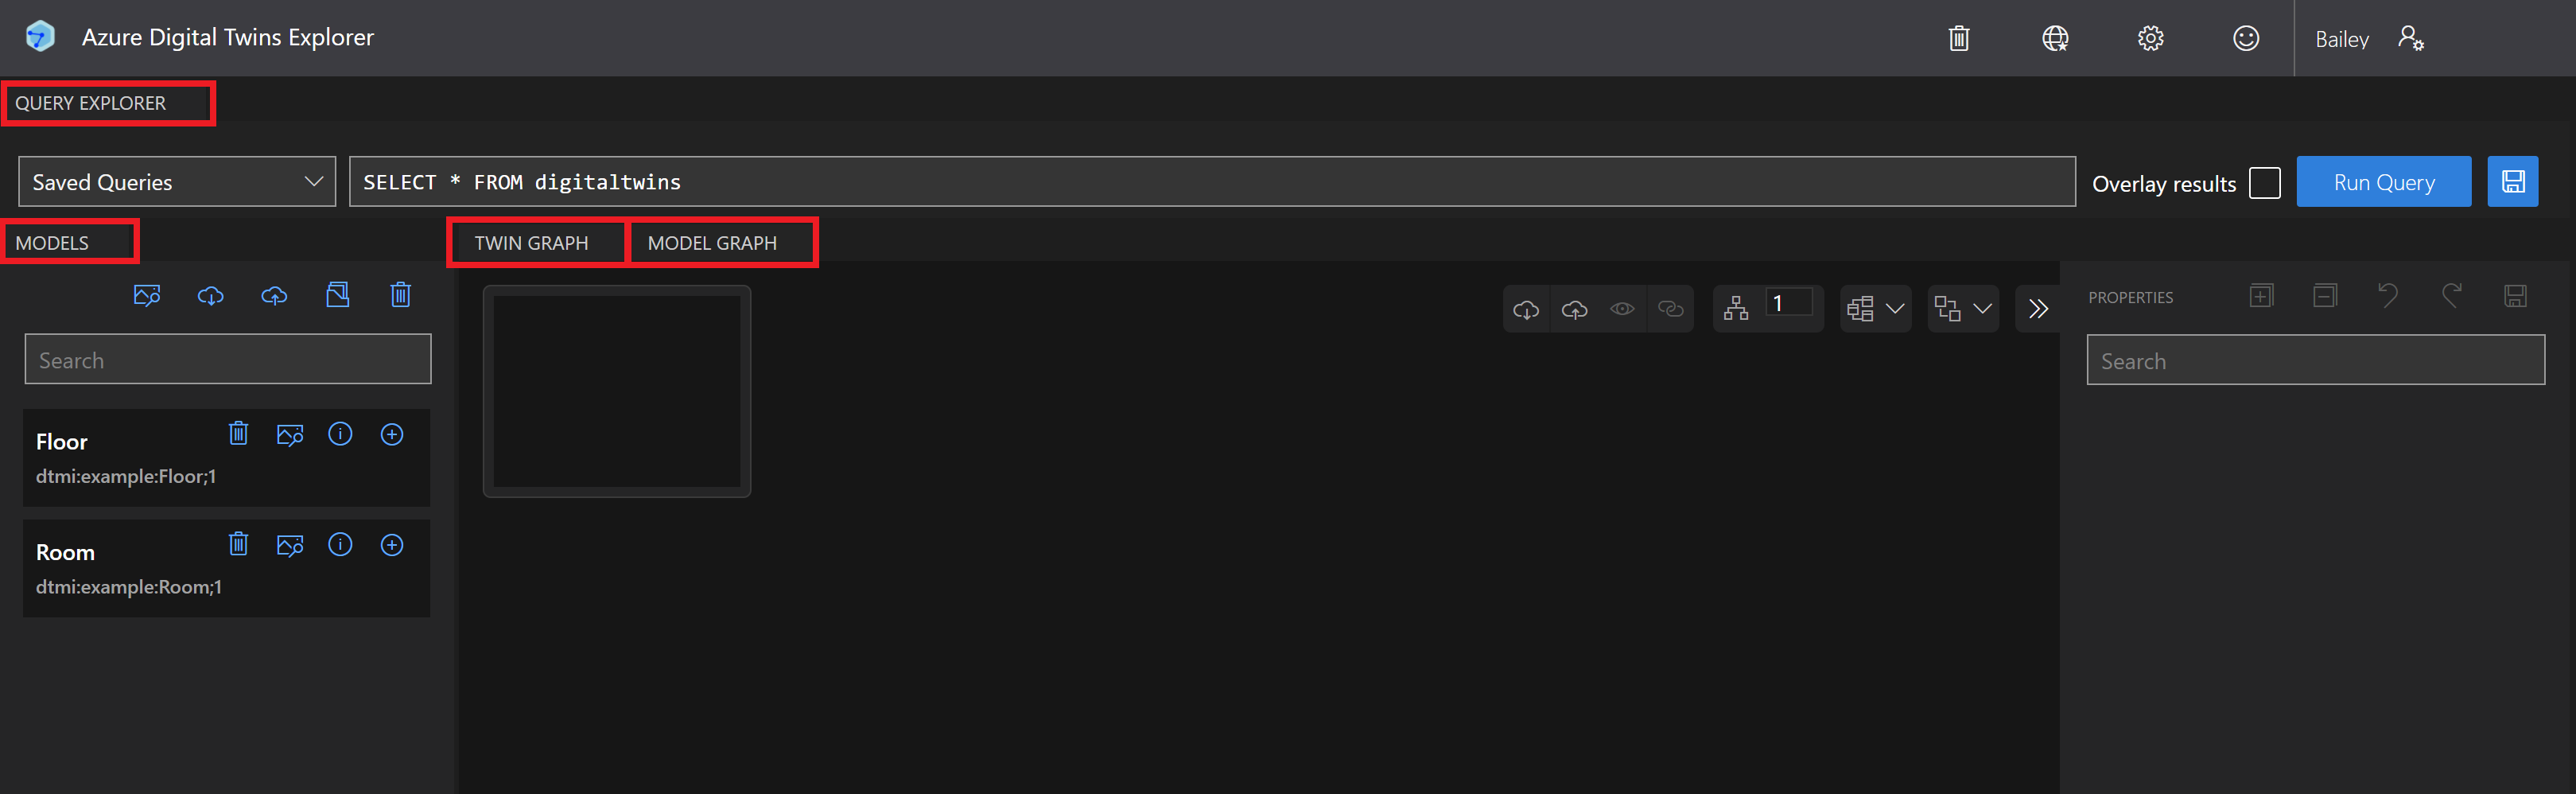 Azure Digital Twins Explorer
Bailey
QUERY EXPLORER
Saved Queries
SELECT * FROM digitaltwins
Overlay results
Run Query
MODELS
TWIN GRAPH
MODEL GRAPH
1
PROPERTIES
Search
Search
Floor
dtmi:example:Floor;1
Room
dtmi:example:Room;1